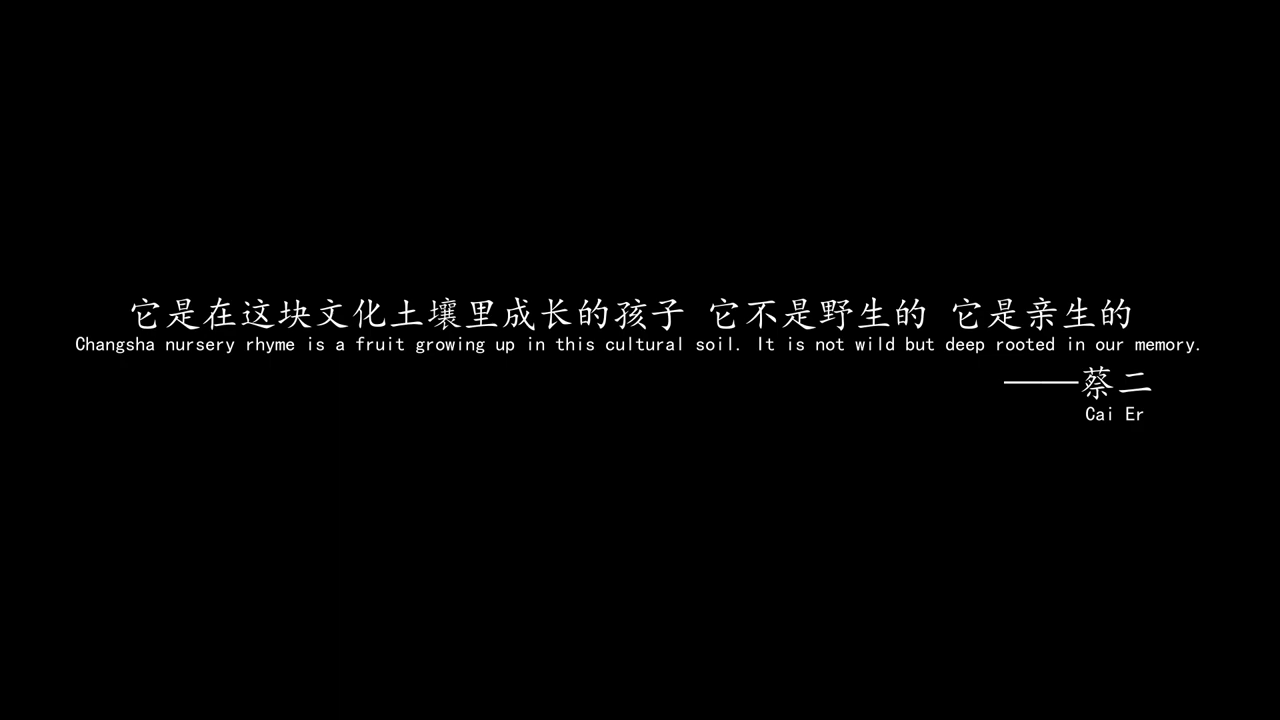 它是在这块文化土壤里成长的孩子 它不是野生的 它是亲生的
Changsha nursery rhyme is a fruit growing up in this cultural soil. It is not wild but deep rooted in our memory.
——蔡二
Cai Er